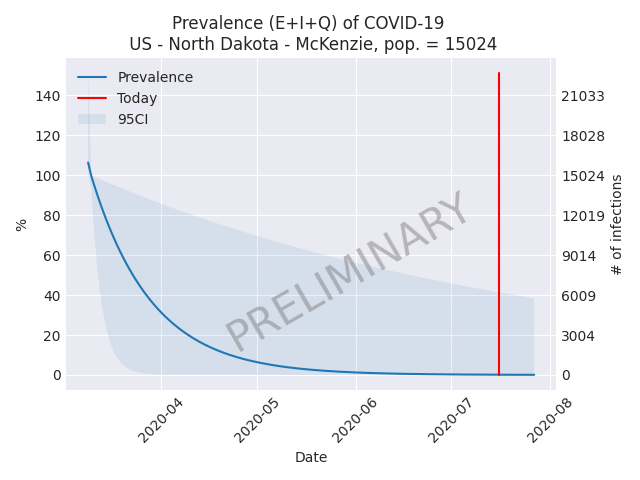 Prevalence (E+I+Q) of COVID-19
US - North Dakota - McKenzie, pop. = 15024
Prevalence
Today
95CI
140
120
100
80
60
40
20
0
%
21033
18028
15024
12019
9014
6009
3004
0
# of infections
PRELIMINARY
2020-04
2020-05
2020-06
2020-07
2020-08
Date